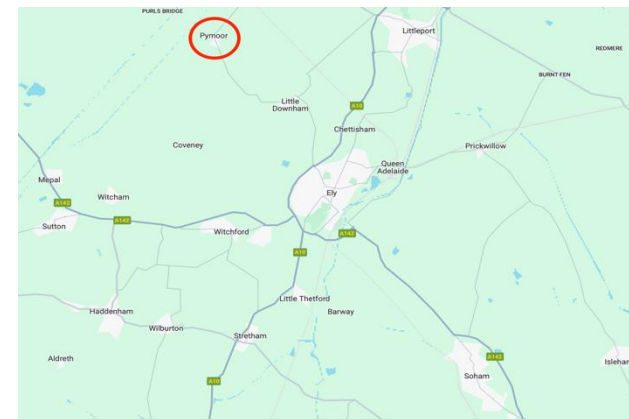 PURLS BRIDGE
Pymoor
Littleport
REDMERE
BURNT FEN
Little
Downham
A10
Chettisham
Coveney
Prickwillow
Queen
Adelaide
Mepal
Ely
Witcham
A142
A142
Sutton
Witchford
A142
A10
Little Thetford
Haddenham
Barway
Wilburton
Stretham
Aldreth
A142
Isleham
Soham
A10